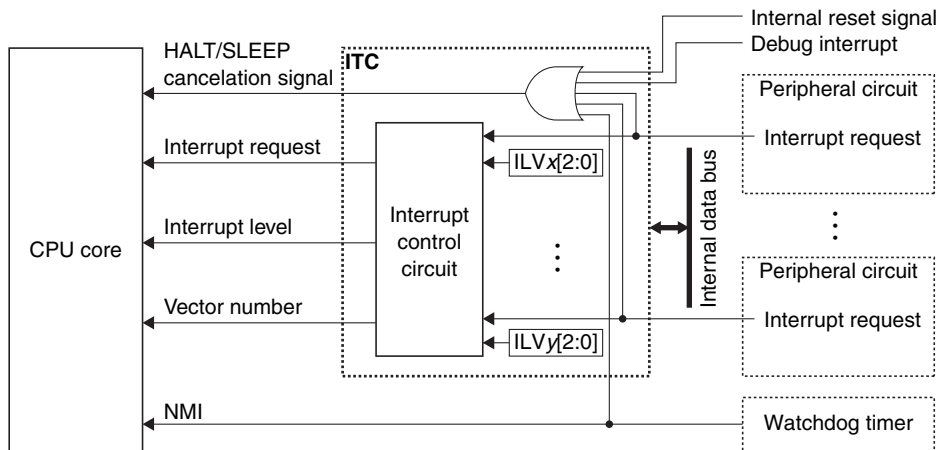 Internal reset signal
Debug interrupt
HALT/SLEEP
cancelation signal
ITC
Peripheral circuit
Interrupt request
Interrupt request
ILVx[2:0]
Interrupt level
Interrupt
control
circuit
CPU core
Internal data bus
Peripheral circuit
Vector number
Interrupt request
ILVy[2:0]
NMI
Watchdog timer